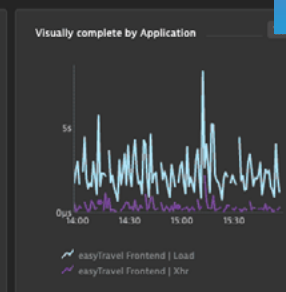 Visually complete by Application
5s
0µs
14:00 14:30 15:00 15:30
easyTravel Frontend | Load
easyTravel Frontend | Xhr